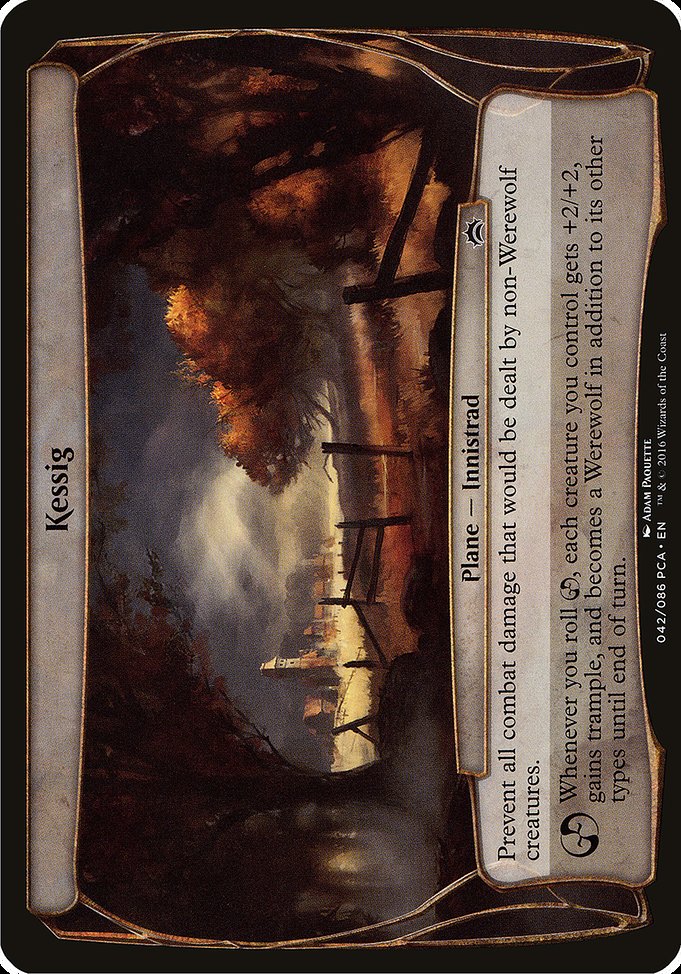 Kessig
Plane — Innistrad
Prevent all combat damage that would be dealt by non-Werewolf
creatures.
Whenever you roll , each creature you control gets +2/+2,
gains trample, and becomes a Werewolf in addition to its other
types until end of turn.
Adam Paquette
042/086 PCA • EN ™ & © 2016 Wizards of the Coast